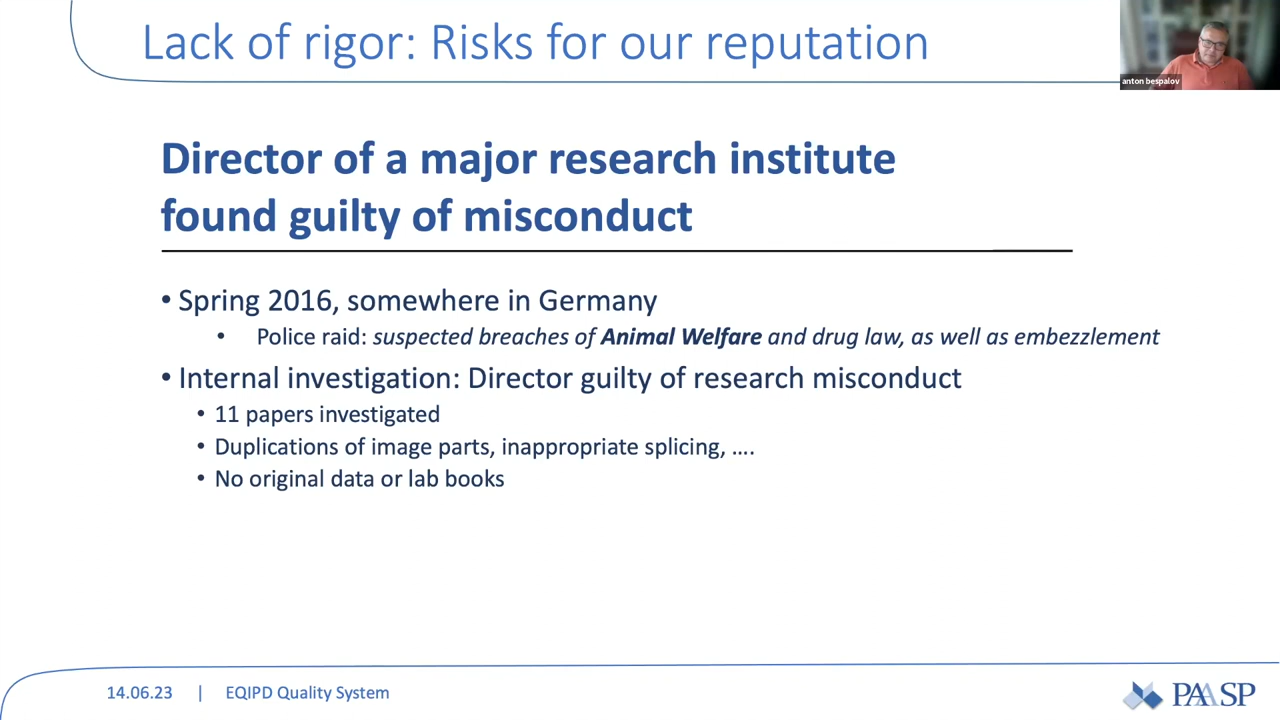 Lack of rigor: Risks for our reputation
anton bespalov
Director of a major research institute
found guilty of misconduct
• Spring 2016, somewhere in Germany
• Police raid: suspected breaches of Animal Welfare and drug law, as well as embezzlement
• Internal investigation: Director guilty of research misconduct
• 11 papers investigated
• Duplications of image parts, inappropriate splicing, ….
• No original data or lab books
14.06.23 | EQIPD Quality System
PAASP